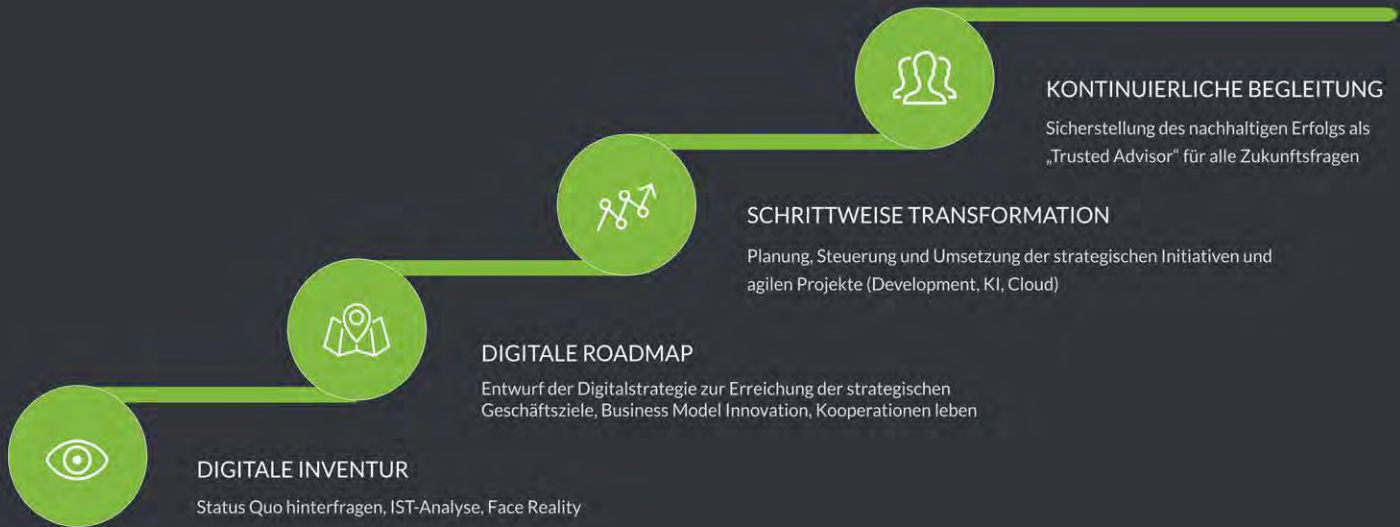 KONTINUIERLICHE BEGLEITUNG
Sicherstellung des nachhaltigen Erfolgs als
„Trusted Advisor“ für alle Zukunftsfragen
SCHRITTWEISE TRANSFORMATION
Planung, Steuerung und Umsetzung der strategischen Initiativen und
agilen Projekte (Development, KI, Cloud)
DIGITALE ROADMAP
Entwurf der Digitalstrategie zur Erreichung der strategischen
Geschäftsziele, Business Model Innovation, Kooperationen leben
DIGITALE INVENTUR
Status Quo hinterfragen, IST-Analyse, Face Reality